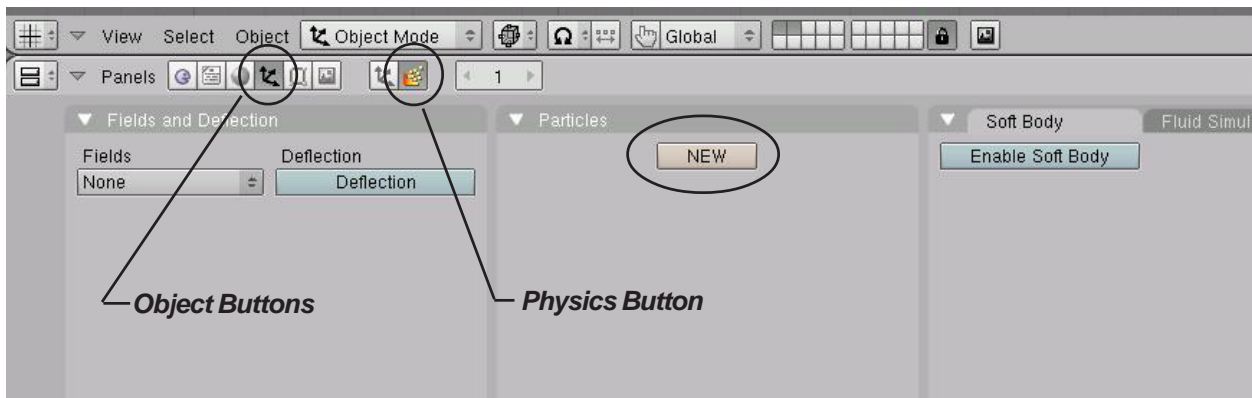 View Select Object Object Mode Global
Panels 1
Fields and Deflection Particles Soft Body Fluid Simul
Fields Deflection NEW Enable Soft Body
None Deflection
Object Buttons Physics Button